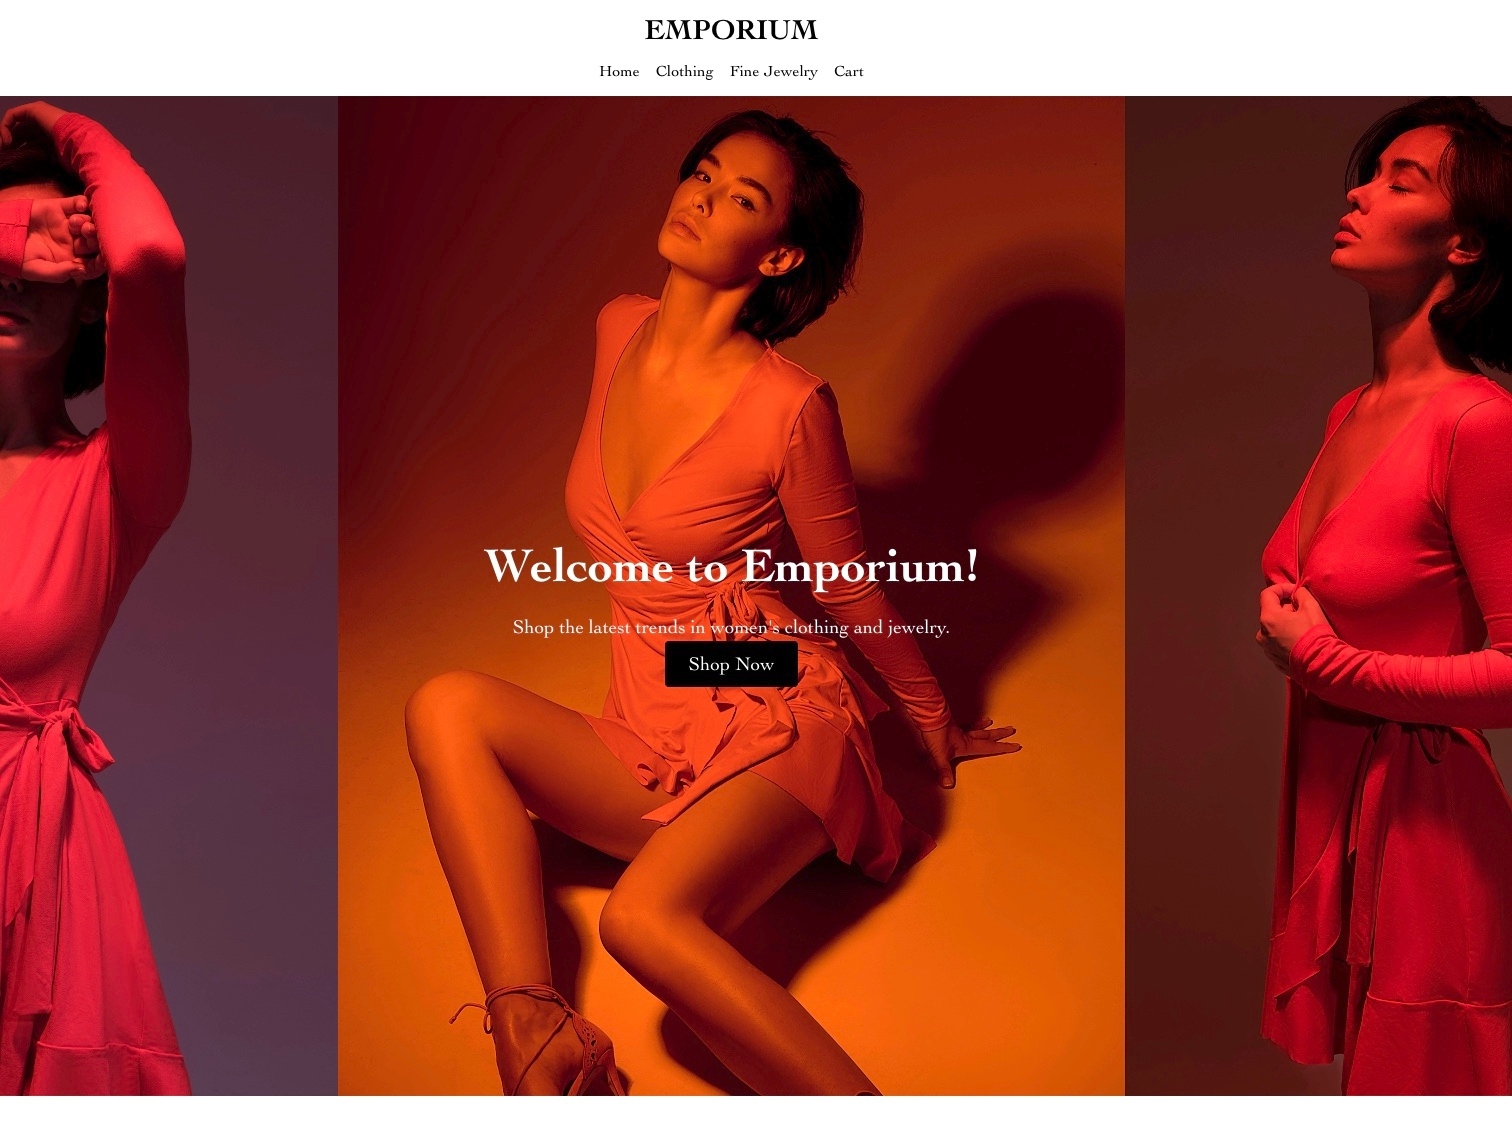 EMPORIUM
Home Clothing Fine Jewelry Cart
Welcome to Emporium!
Shop the latest trends in women's clothing and jewelry.
Shop Now